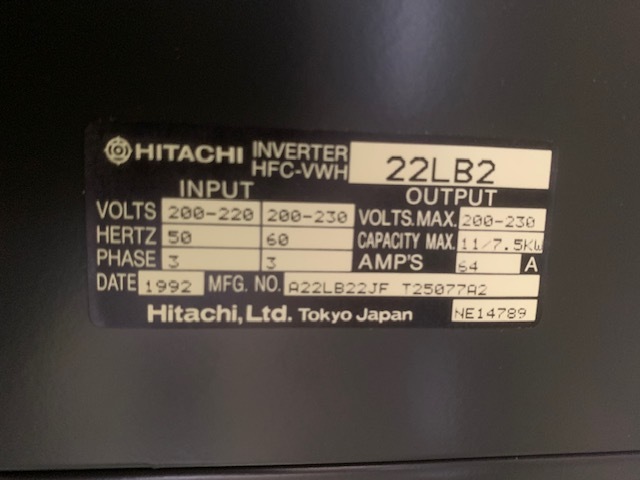 HITACHI INVERTER HFC-VWH 22LB2
INPUT OUTPUT
VOLTS 200-220 200-230 VOLTS.MAX. 200-230
HERTZ 50 60 CAPACITY MAX. 11/7.5KW
PHASE 3 3 AMP'S 64 A
DATE 1992 MFG. NO. A22LB22JF T25077A2
Hitachi, Ltd. Tokyo Japan NE14789